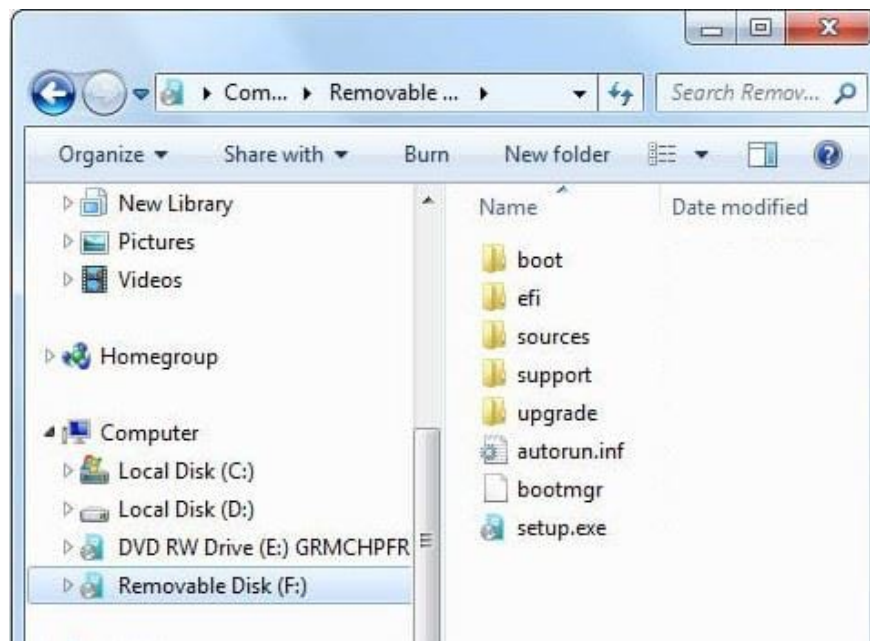 Com... Removable ... Search Remov...
Organize Share with Burn New folder
New Library
Pictures
Videos
Homegroup
Computer
Local Disk (C:)
Local Disk (D:)
DVD RW Drive (E:) GRMCHPFR
Removable Disk (F:)
Name Date modified
boot
efi
sources
support
upgrade
autorun.inf
bootmgr
setup.exe